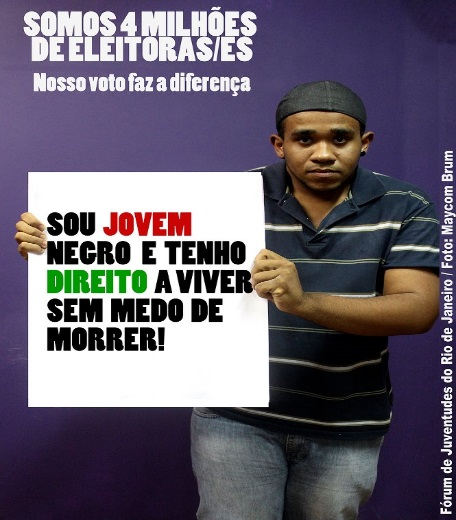 SOMOS 4 MILHÕES
DE ELEITORAS/ES
Nosso voto faz a diferença
SOU JOVEM
NEGRO E TENHO
DIREITO A VIVER
SEM MEDO DE
MORRER!
Fórum de Juventudes do Rio de Janeiro / Foto: Maycom Brum